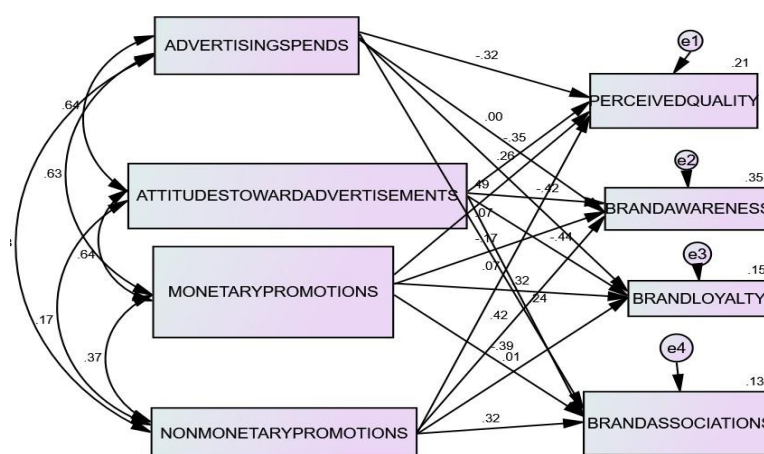 ADVERTISINGSPENDS
e1
.21
-.32
PERCEIVEDQUALITY
.64
.00
-.35
.26
e2
.35
.63
ATTITUDESTOWARDADVERTISEMENTS
.49
-.42
BRANDAWARENESS
.07
-.17
-.44
e3
.64
.07
.32
.15
MONETARYPROMOTIONS
.24
BRANDLOYALTY
.17
.42
.37
-.39
.01
e4
.13
NONMONETARYPROMOTIONS
.32
BRANDASSOCIATIONS